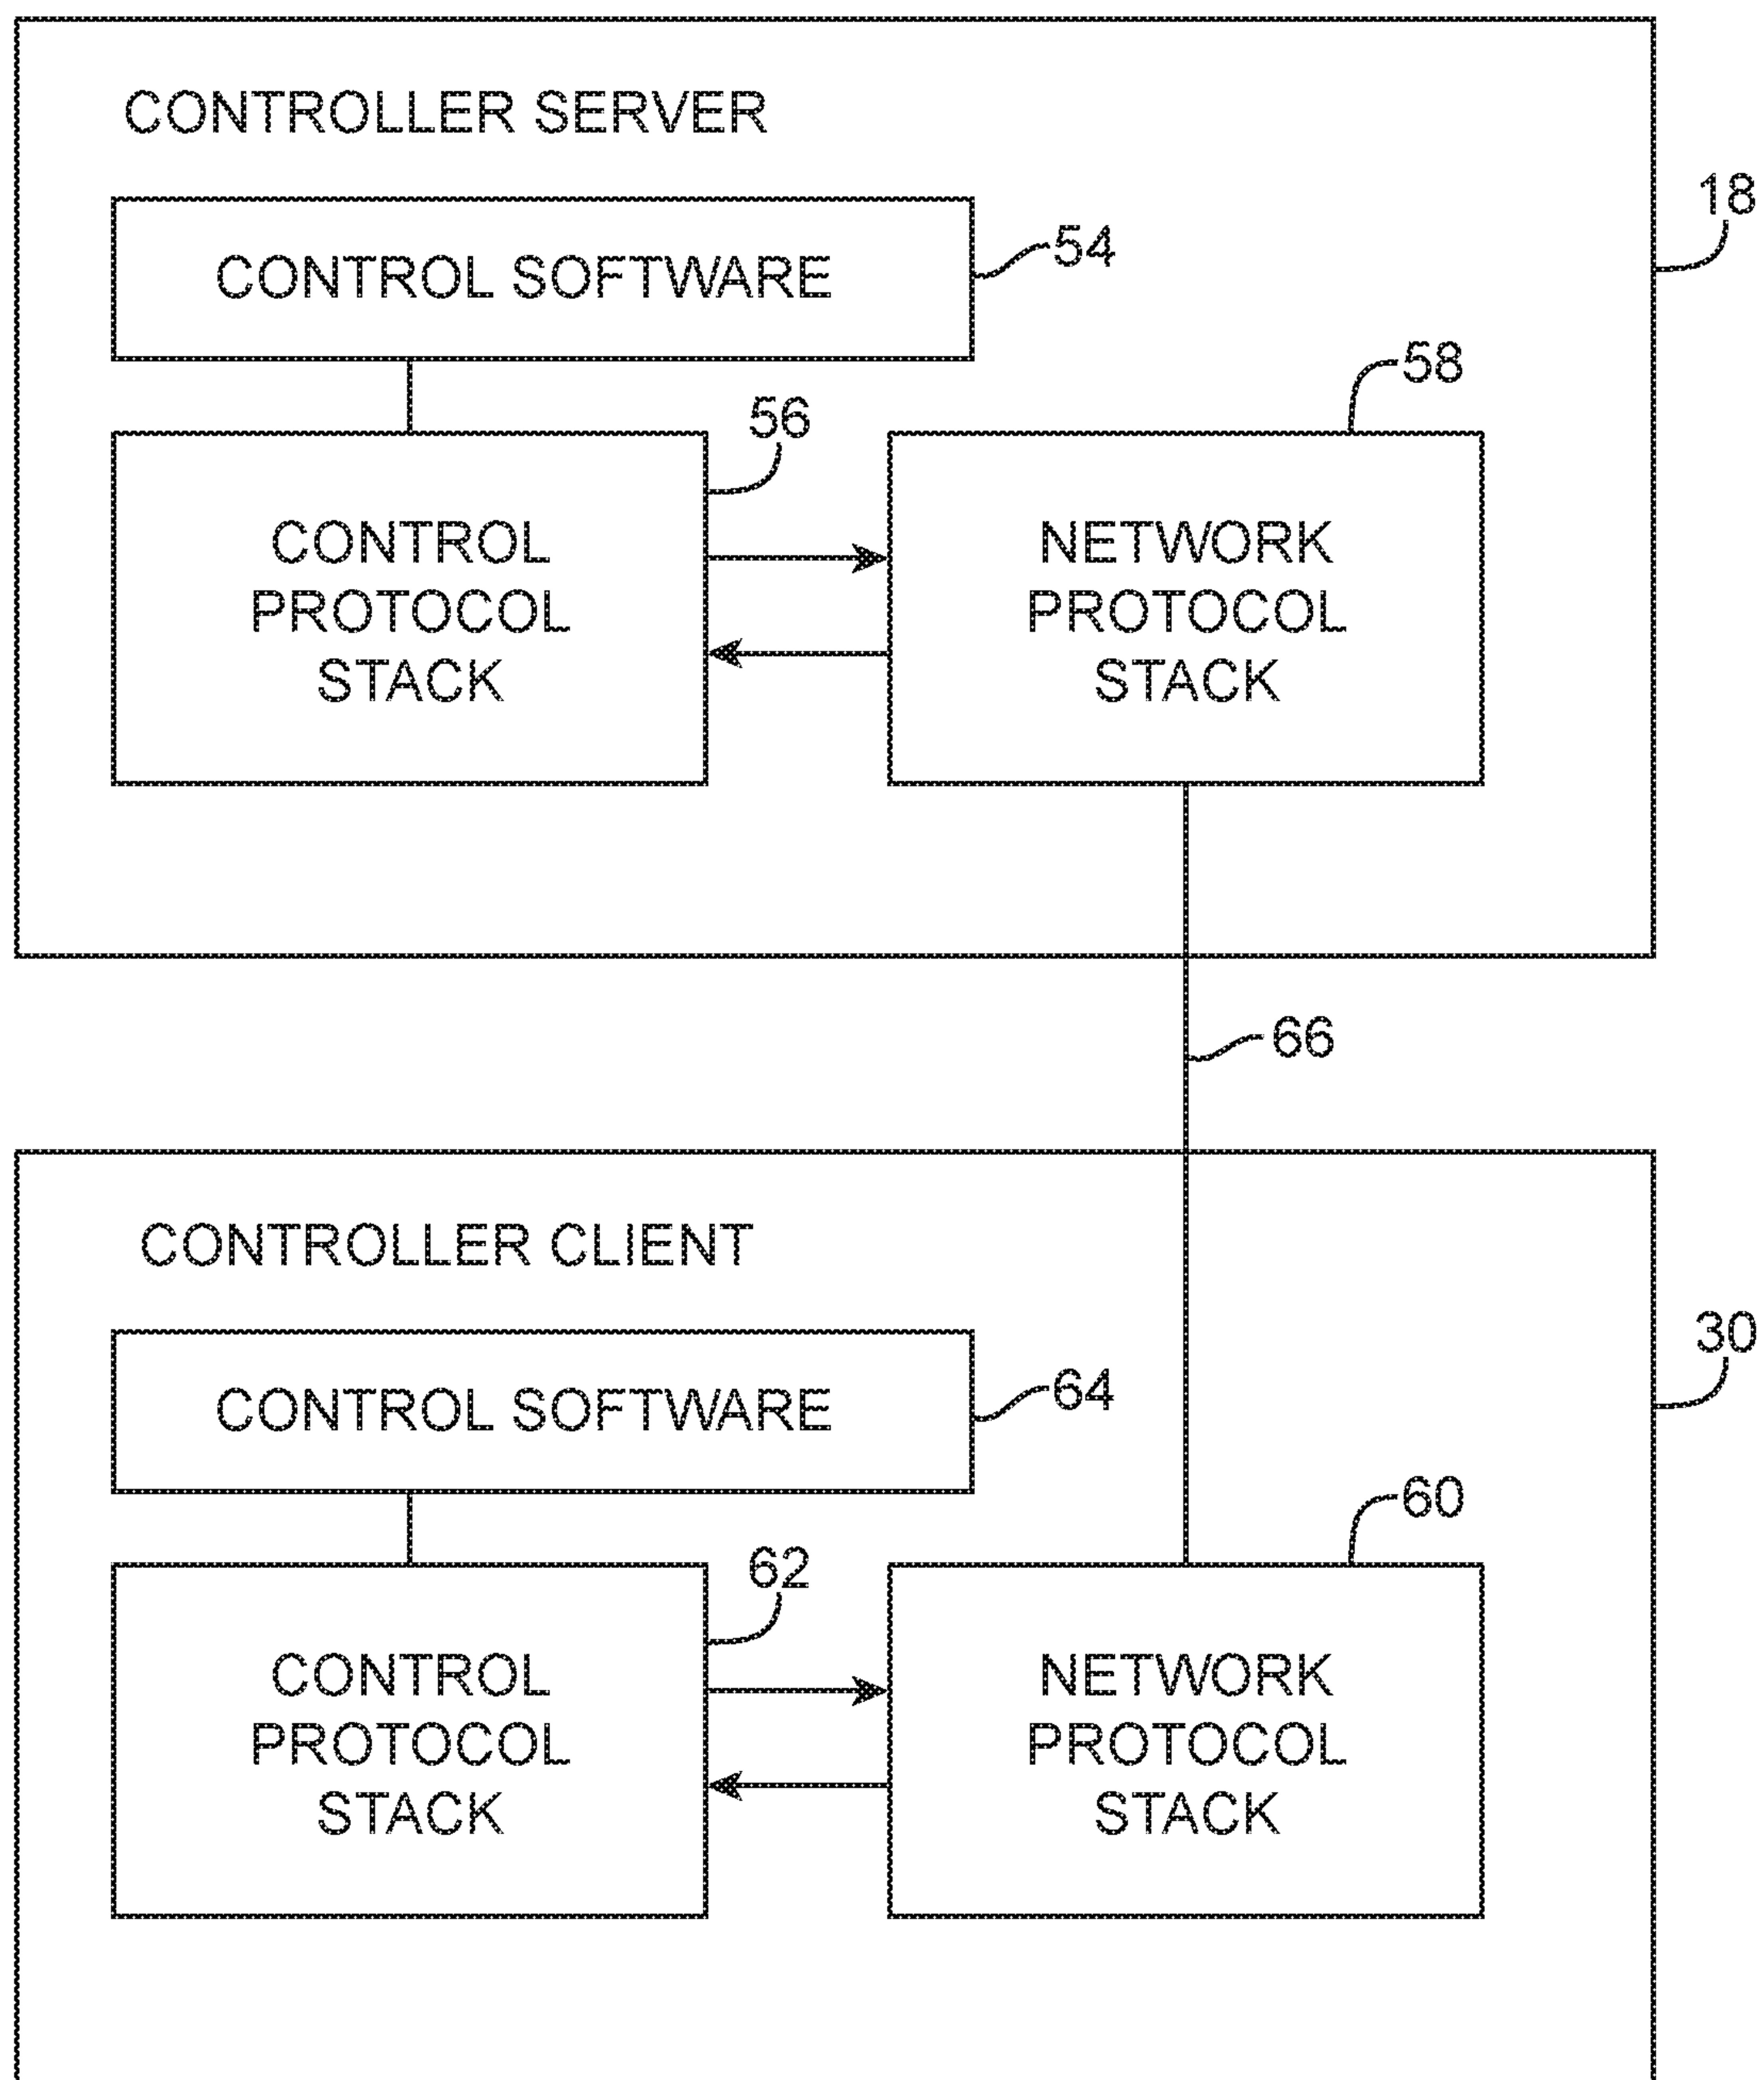 CONTROLLER SERVER
18
CONTROL SOFTWARE
54
58
56
CONTROL
PROTOCOL
STACK
NETWORK
PROTOCOL
STACK
66
CONTROLLER CLIENT
30
CONTROL SOFTWARE
64
60
62
CONTROL
PROTOCOL
STACK
NETWORK
PROTOCOL
STACK